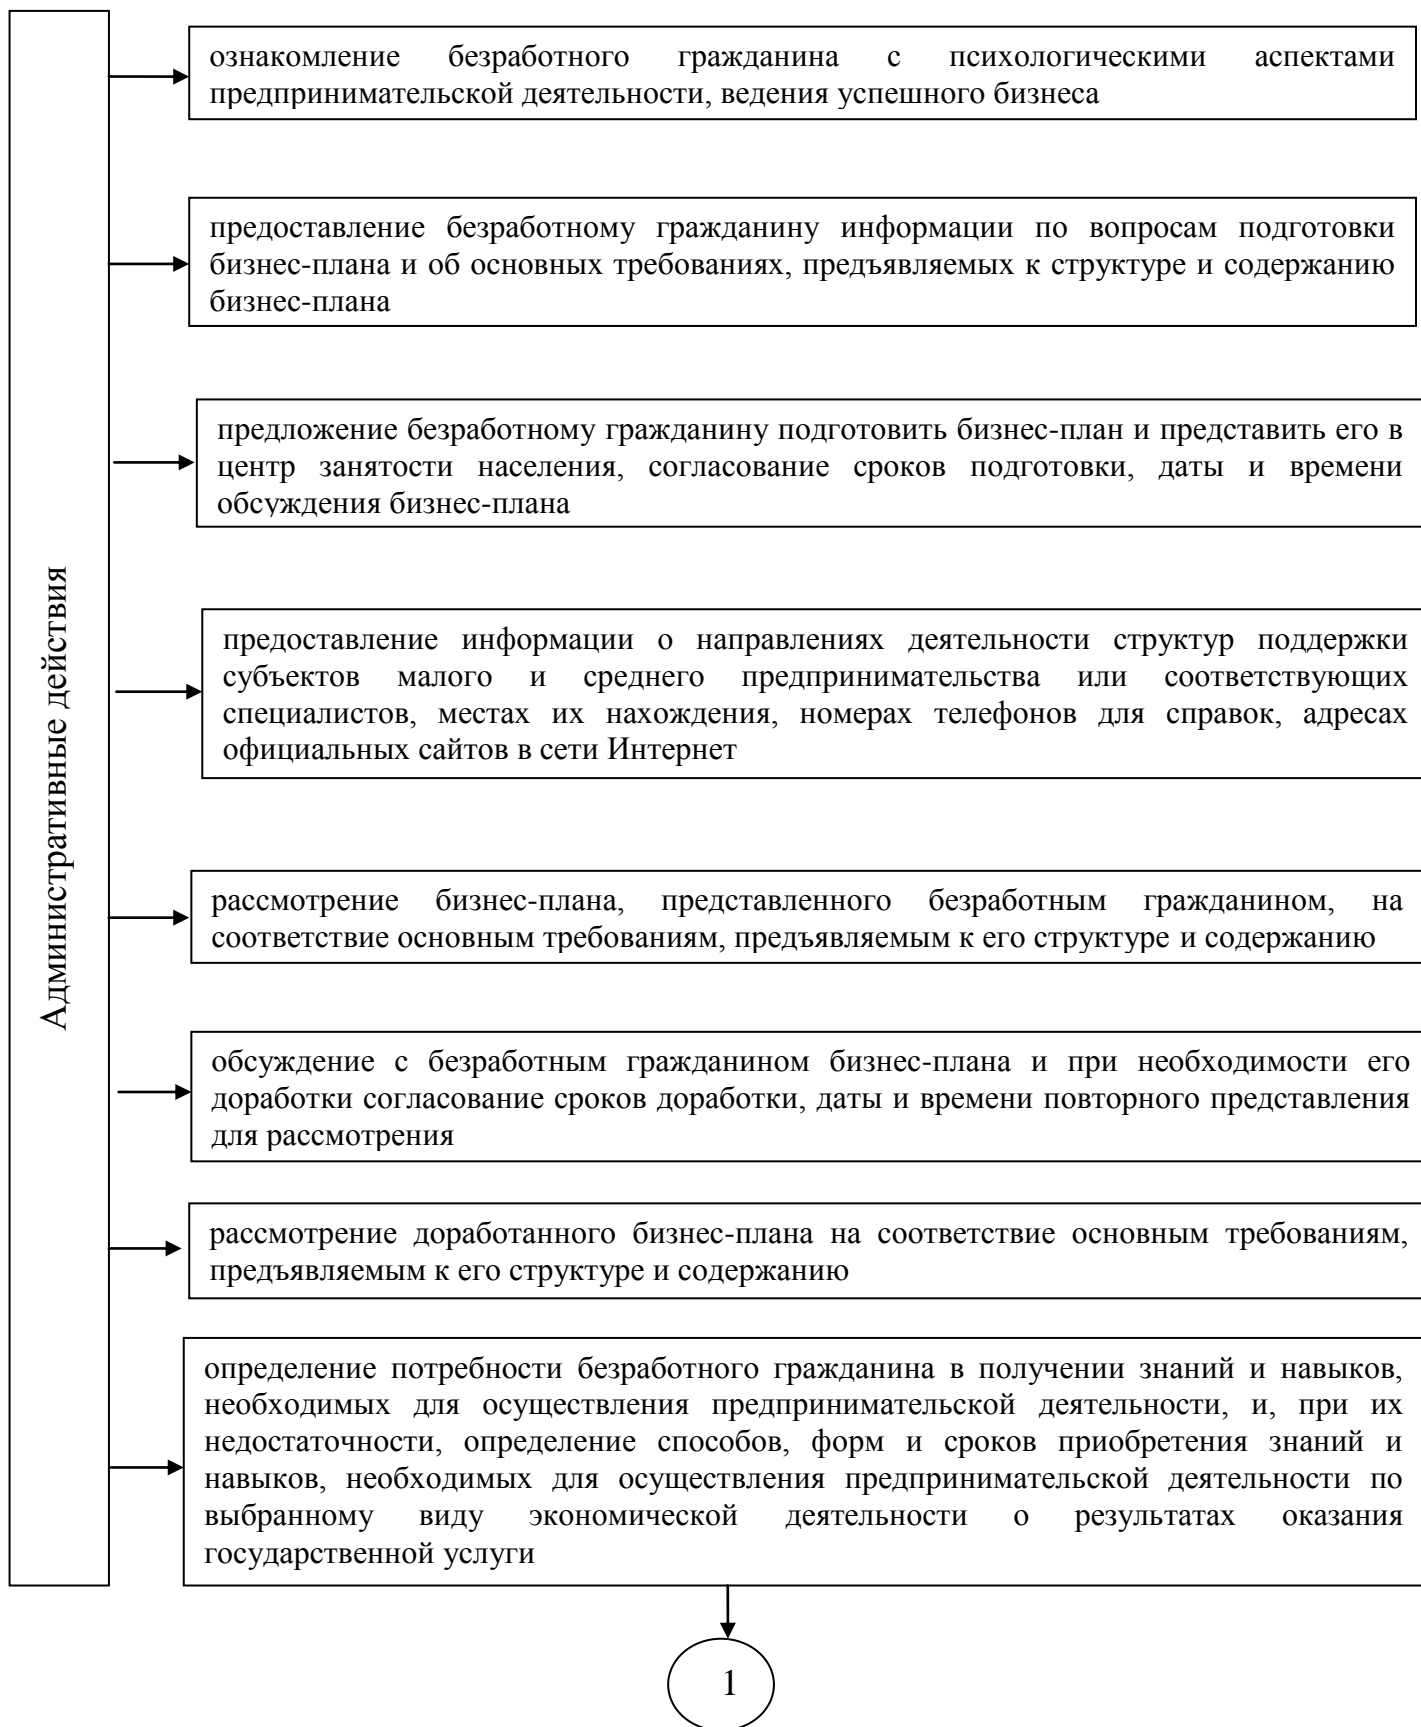 ознакомление безработного гражданина с психологическими аспектами
предпринимательской деятельности, ведения успешного бизнеса
предоставление безработному гражданину информации по вопросам подготовки
бизнес-плана и об основных требованиях, предъявляемых к структуре и содержанию
бизнес-плана
предложение безработному гражданину подготовить бизнес-план и представить его в
центр занятости населения, согласование сроков подготовки, даты и времени
обсуждения бизнес-плана
Административные действия
предоставление информации о направлениях деятельности структур поддержки
субъектов малого и среднего предпринимательства или соответствующих
специалистов, местах их нахождения, номерах телефонов для справок, адресах
официальных сайтов в сети Интернет
рассмотрение бизнес-плана, представленного безработным гражданином, на
соответствие основным требованиям, предъявляемым к его структуре и содержанию
обсуждение с безработным гражданином бизнес-плана и при необходимости его
доработки согласование сроков доработки, даты и времени повторного представления
для рассмотрения
рассмотрение доработанного бизнес-плана на соответствие основным требованиям,
предъявляемым к его структуре и содержанию
определение потребности безработного гражданина в получении знаний и навыков,
необходимых для осуществления предпринимательской деятельности, и, при их
недостаточности, определение способов, форм и сроков приобретения знаний и
навыков, необходимых для осуществления предпринимательской деятельности по
выбранному виду экономической деятельности о результатах оказания
государственной услуги
1